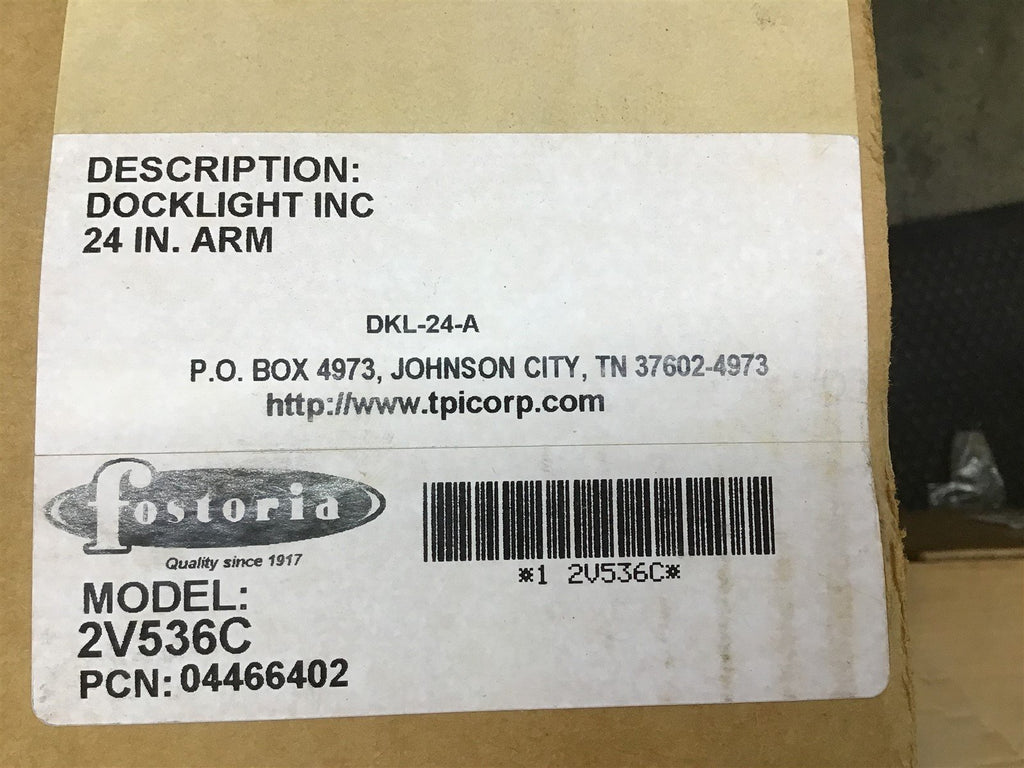 DESCRIPTION:
DOCKLIGHT INC
24 IN. ARM
DKL-24-A
P.O. BOX 4973, JOHNSON CITY, TN 37602-4973
http://www.tpicorp.com
fostoria
Quality since 1917
*1 2V536C*
MODEL:
2V536C
PCN: 04466402